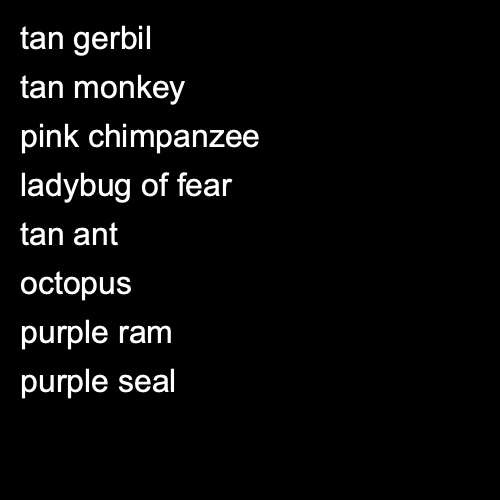 tan gerbil
tan monkey
pink chimpanzee
ladybug of fear
tan ant
octopus
purple ram
purple seal